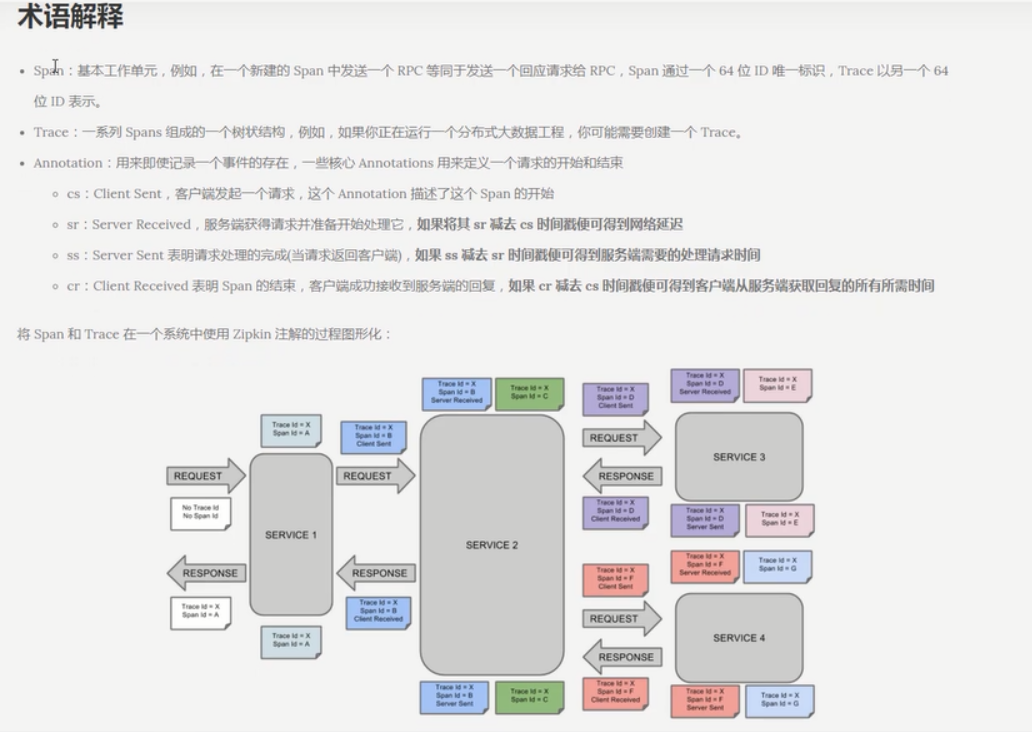 术语解释
Span：基本工作单元，例如，在一个新建的 Span 中发送一个 RPC 等同于发送一个回应请求给 RPC，Span 通过一个 64 位 ID 唯一标识，Trace 以另一个 64
位 ID 表示。
Trace：一系列 Spans 组成的一个树状结构，例如，如果你正在运行一个分布式大数据工程，你可能需要创建一个 Trace。
Annotation：用来即使记录一个事件的存在，一些核心 Annotations 用来定义一个请求的开始和结束
cs：Client Sent，客户端发起一个请求，这个 Annotation 描述了这个 Span 的开始
sr：Server Received，服务端获得请求并准备开始处理它，如果将其 sr 减去 cs 时间戳便可得到网络延迟
ss：Server Sent 表明请求处理的完成(当请求返回客户端)，如果 ss 减去 sr 时间戳便可得到服务端需要的处理请求时间
cr：Client Received 表明 Span 的结束，客户端成功接收到服务端的回复，如果 cr 减去 cs 时间戳便可得到客户端从服务端获取回复的所有所需时间
将 Span 和 Trace 在一个系统中使用 Zipkin 注解的过程图形化：
Trace Id = X
Span Id = A
REQUEST
No Trace Id
No Span Id
SERVICE 1
RESPONSE
Trace Id = X
Span Id = A
Trace Id = X
Span Id = A
Trace Id = X
Span Id = B
Client Sent
REQUEST
RESPONSE
Trace Id = X
Span Id = B
Client Received
Trace Id = X
Span Id = B
Server Received
Trace Id = X
Span Id = C
SERVICE 2
Trace Id = X
Span Id = B
Server Sent
Trace Id = X
Span Id = C
Trace Id = X
Span Id = D
Client Sent
REQUEST
RESPONSE
Trace Id = X
Span Id = D
Client Received
Trace Id = X
Span Id = D
Server Received
Trace Id = X
Span Id = E
SERVICE 3
Trace Id = X
Span Id = D
Server Sent
Trace Id = X
Span Id = E
Trace Id = X
Span Id = F
Client Sent
REQUEST
RESPONSE
Trace Id = X
Span Id = F
Client Received
Trace Id = X
Span Id = F
Server Received
Trace Id = X
Span Id = G
SERVICE 4
Trace Id = X
Span Id = F
Server Sent
Trace Id = X
Span Id = G